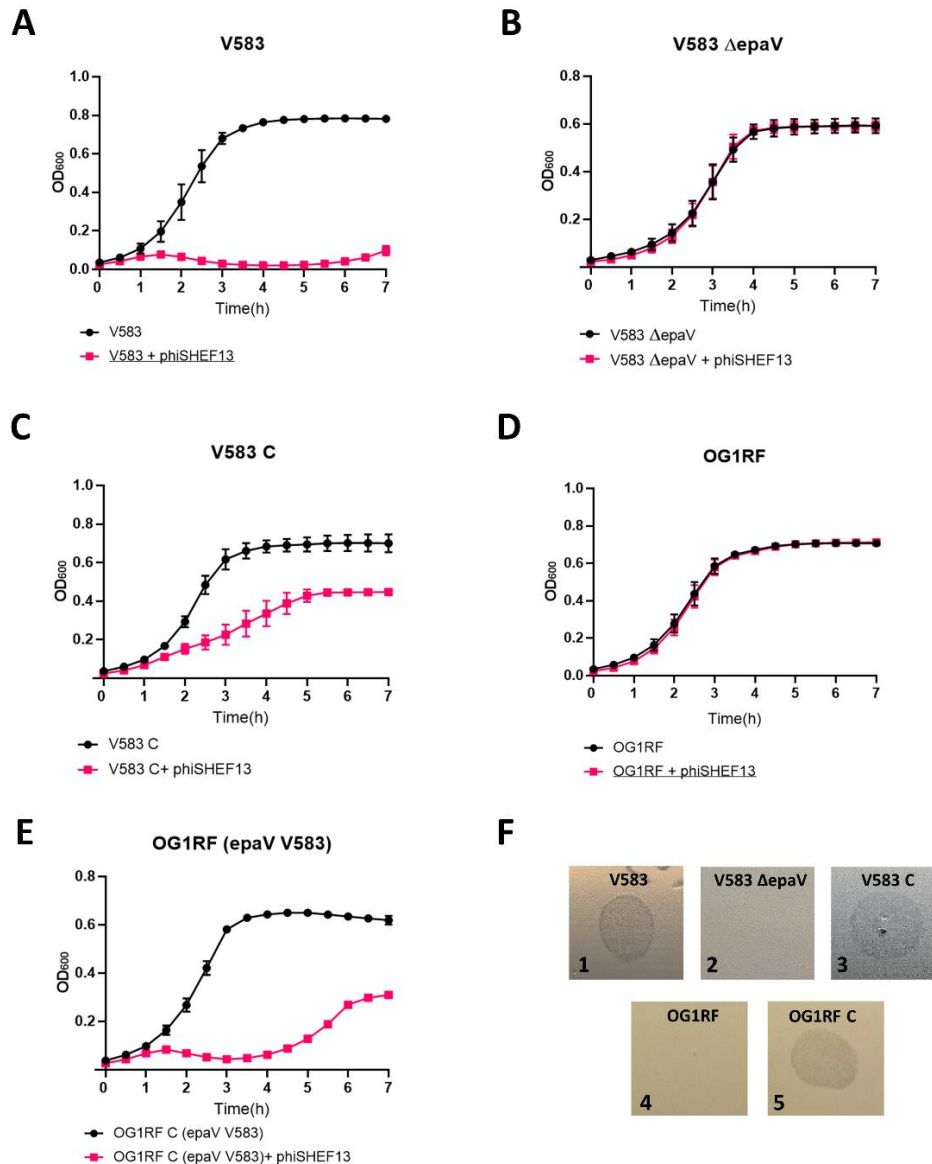 A
V583
1.0
0.8
0.6
0.4
0.2
0.0
OD600
0 1 2 3 4 5 6 7
Time(h)
V583
V583 + phiSHEF13
B
V583 ΔepaV
0.8
0.6
0.4
0.2
OD600
0 1 2 3 4 5 6 7
Time(h)
V583 ΔepaV
V583 ΔepaV + phiSHEF13
C
V583 C
1.0
0.8
0.6
0.4
0.2
OD600
0 1 2 3 4 5 6 7
Time(h)
V583 C
V583 C+ phiSHEF13
D
OG1RF
1.0
0.8
0.6
0.4
0.2
0.0
OD600
0 1 2 3 4 5 6 7
Time(h)
OG1RF
OG1RF + phiSHEF13
E
OG1RF (epaV V583)
0.8
0.6
0.4
0.2
OD600
0 1 2 3 4 5 6 7
Time(h)
OG1RF C (epaV V583)
OG1RF C (epaV V583)+ phiSHEF13
F
V583
1
V583 ΔepaV
2
V583 C
3
OG1RF
4
OG1RF C
5